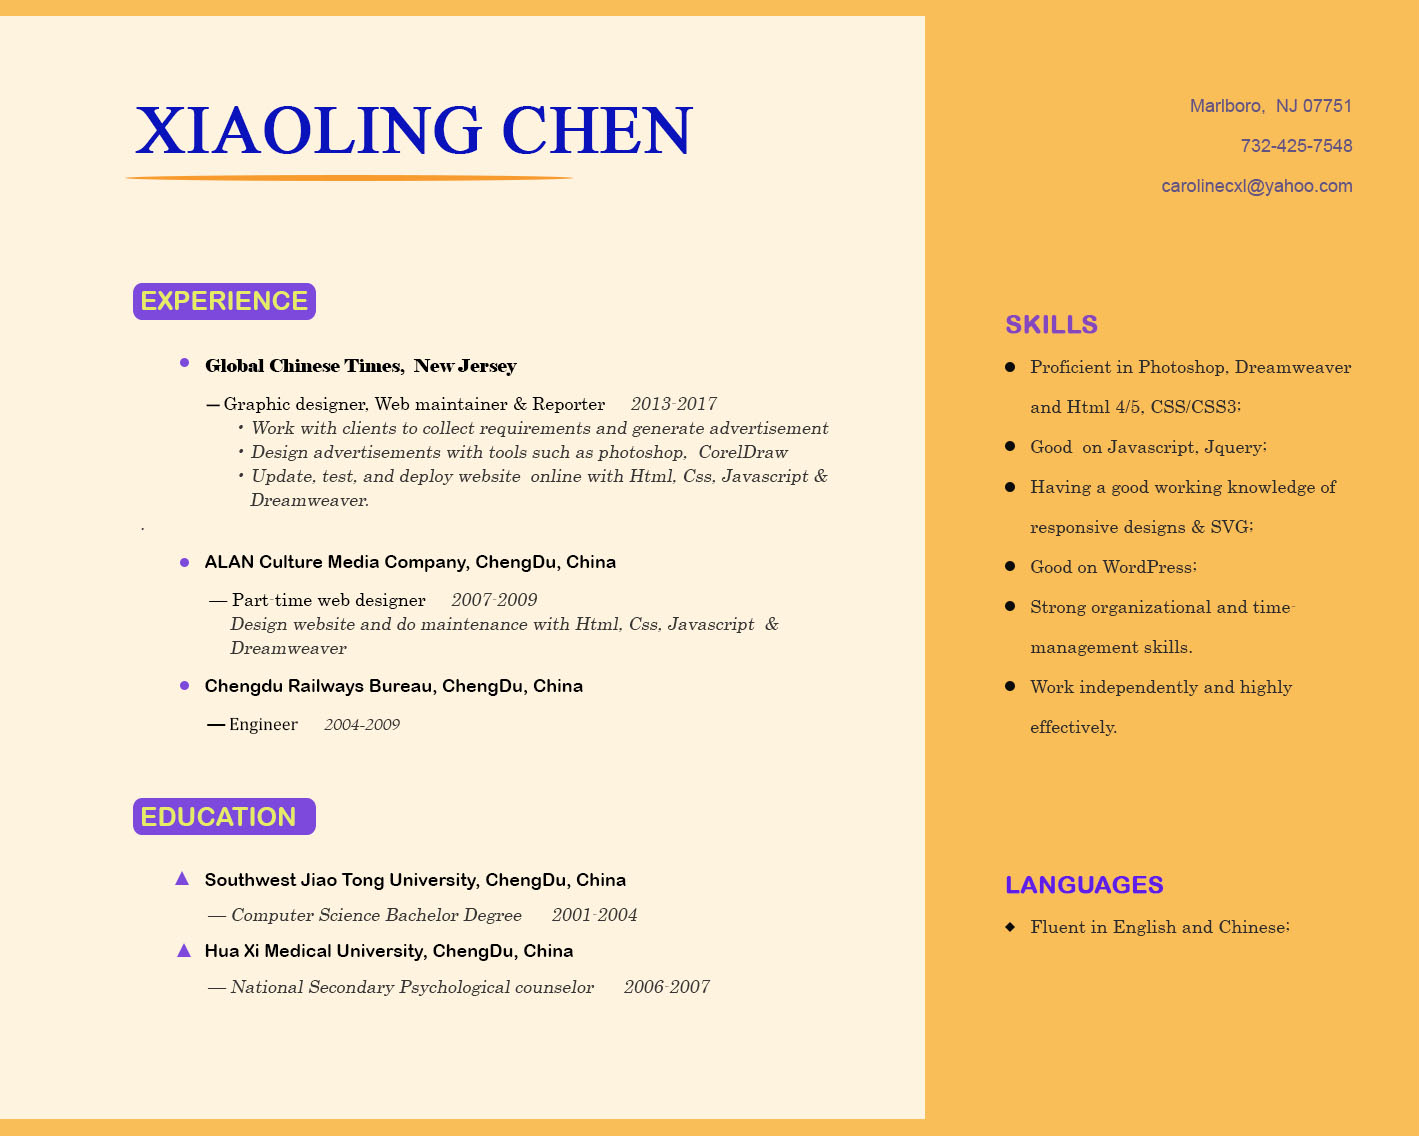 XIAOLING CHEN
EXPERIENCE
Global Chinese Times,  New Jersey
— Graphic designer, Web maintainer & Reporter 2013-2017
• Work with clients to collect requirements and generate advertisement
• Design advertisements with tools such as photoshop,  CorelDraw
• Update, test, and deploy website  online with Html, Css, Javascript &
Dreamweaver.
.
ALAN Culture Media Company, ChengDu, China
— Part-time web designer 2007-2009
Design website and do maintenance with Html, Css, Javascript  &
Dreamweaver
Chengdu Railways Bureau, ChengDu, China
— Engineer 2004-2009
EDUCATION
Southwest Jiao Tong University, ChengDu, China
— Computer Science Bachelor Degree 2001-2004
Hua Xi Medical University, ChengDu, China
— National Secondary Psychological counselor 2006-2007
Marlboro,  NJ 07751
732-425-7548
carolinecxl@yahoo.com
SKILLS
Proficient in Photoshop, Dreamweaver
and Html 4/5, CSS/CSS3;
Good  on Javascript, Jquery;
Having a good working knowledge of
responsive designs & SVG;
Good on WordPress;
Strong organizational and time-
management skills.
Work independently and highly
effectively.
LANGUAGES
Fluent in English and Chinese;